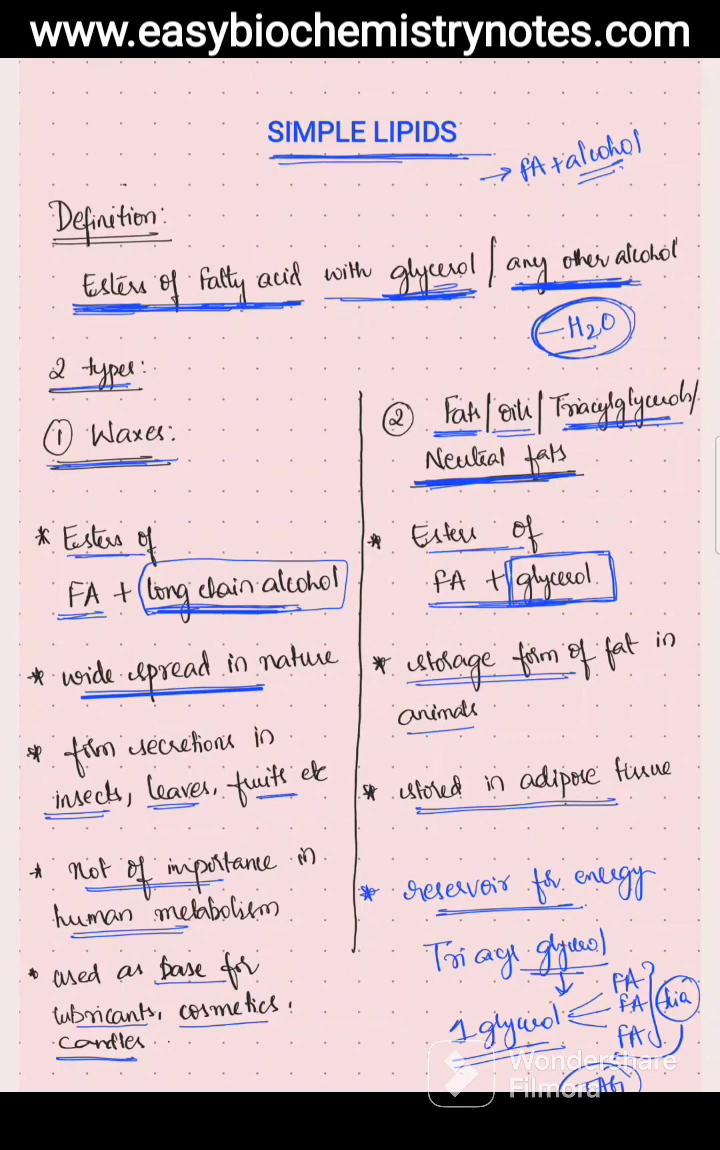 www.easybiochemistrynotes.com
SIMPLE LIPIDS
→ FA + alcohol
Definition:
Esters of Fatty acid with glycerol / any other alcohol
– H2O
2 types:
① Waxes:
* Esters of
FA + long chain alcohol
* wide spread in nature
* form secretions in
insects, leaves, fruits etc
* not of importance in
human metabolism
* used as base for
lubricants, cosmetics,
candles
② Fats / oils / Triacylglycerols /
Neutral fats
* Esters of
FA + glycerol
* storage form of fat in
animals
* stored in adipose tissue
* reservoir for energy
Tri acyl glycerol
1 glycerol
FA
FA
FA
Wondershare
Filmora